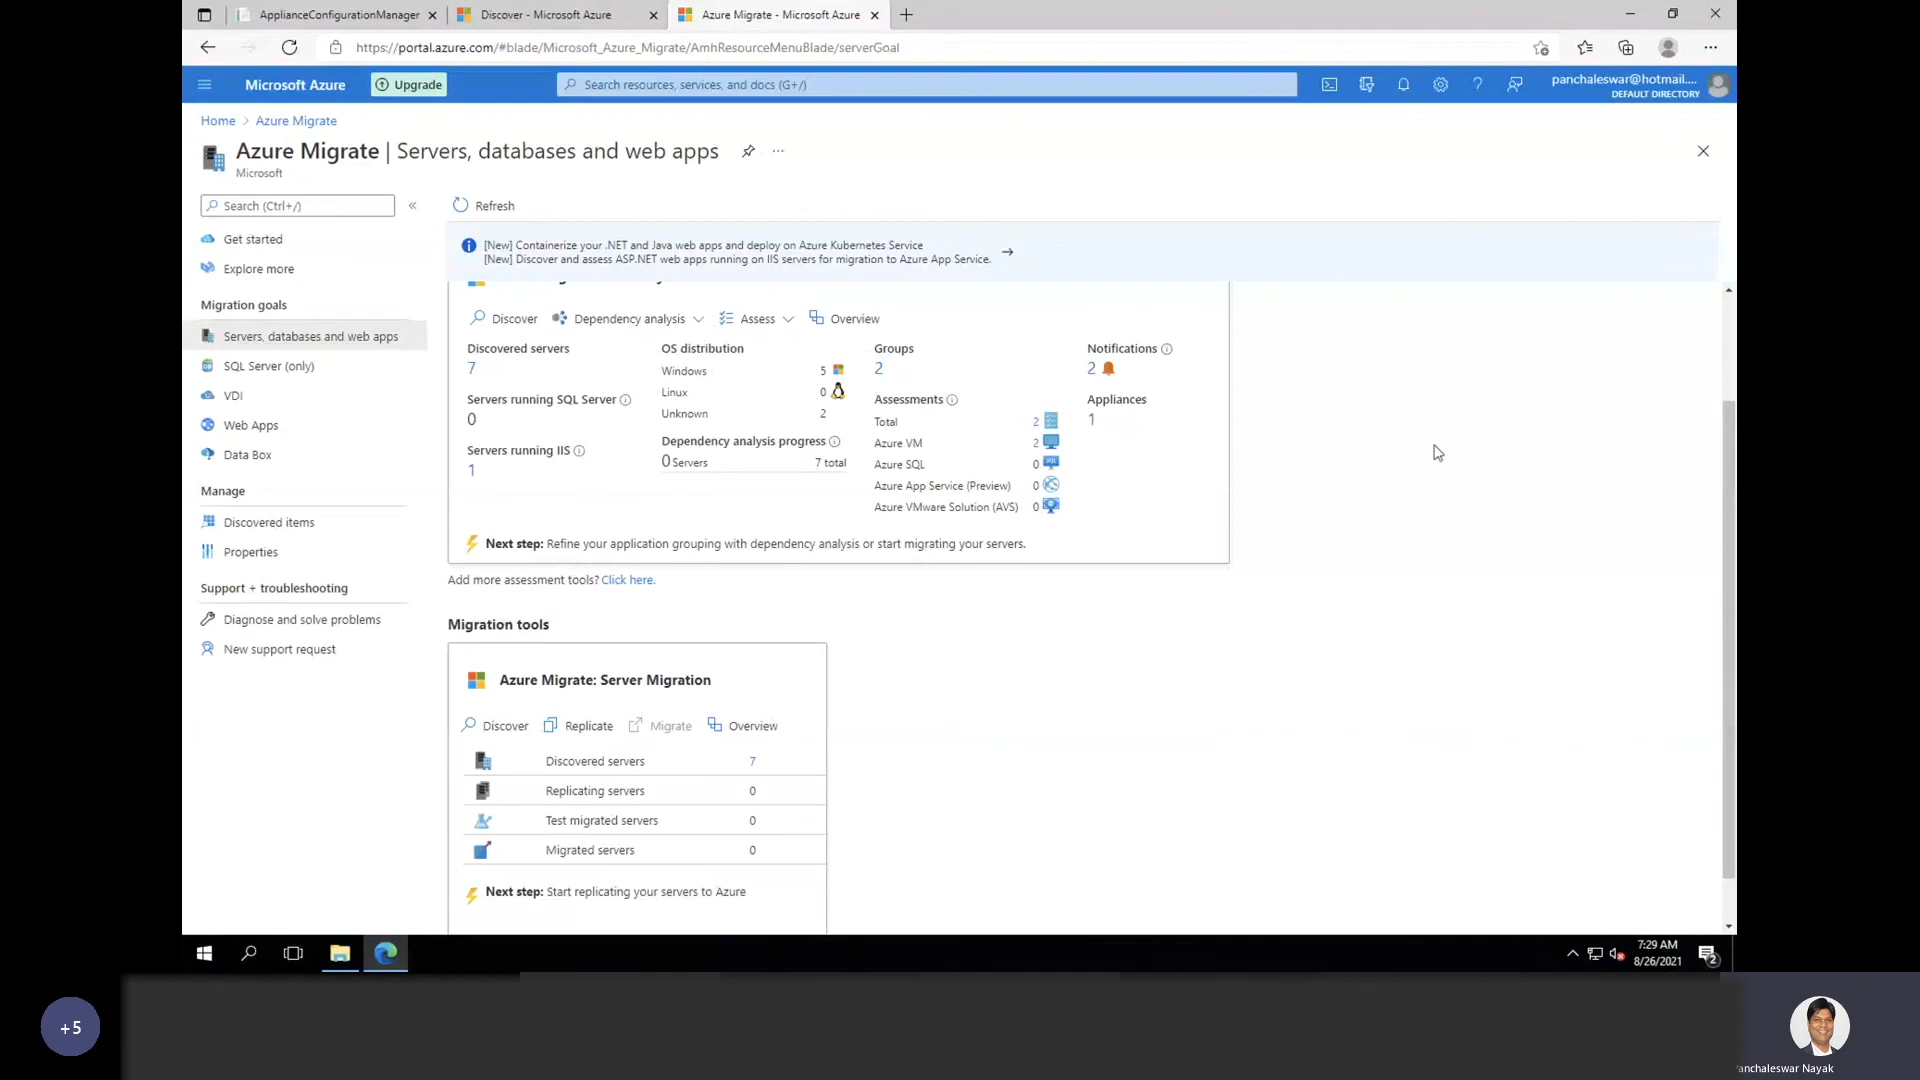 ApplianceConfigurationManager
Discover - Microsoft Azure
Azure Migrate - Microsoft Azure
https://portal.azure.com/#blade/Microsoft_Azure_Migrate/AmhResourceMenuBlade/serverGoal
Microsoft Azure
Upgrade
Search resources, services, and docs (G+/)
panchaleswar@hotmail....
DEFAULT DIRECTORY
Home > Azure Migrate
Azure Migrate | Servers, databases and web apps
Microsoft
Search (Ctrl+/)
Get started
Explore more
Migration goals
Servers, databases and web apps
SQL Server (only)
VDI
Web Apps
Data Box
Manage
Discovered items
Properties
Support + troubleshooting
Diagnose and solve problems
New support request
Refresh
[New] Containerize your .NET and Java web apps and deploy on Azure Kubernetes Service
[New] Discover and assess ASP.NET web apps running on IIS servers for migration to Azure App Service.
Discover Dependency analysis Assess Overview
Discovered servers
7
Servers running SQL Server
0
Servers running IIS
1
OS distribution
Windows 5
Linux 0
Unknown 2
Dependency analysis progress
0 Servers 7 total
Groups
2
Assessments
Total 2
Azure VM 2
Azure SQL 0
Azure App Service (Preview) 0
Azure VMware Solution (AVS) 0
Notifications
2
Appliances
1
Next step: Refine your application grouping with dependency analysis or start migrating your servers.
Add more assessment tools? Click here.
Migration tools
Azure Migrate: Server Migration
Discover Replicate Migrate Overview
Discovered servers 7
Replicating servers 0
Test migrated servers 0
Migrated servers 0
Next step: Start replicating your servers to Azure
7:29 AM
8/26/2021
2
+5
anchaleswar Nayak